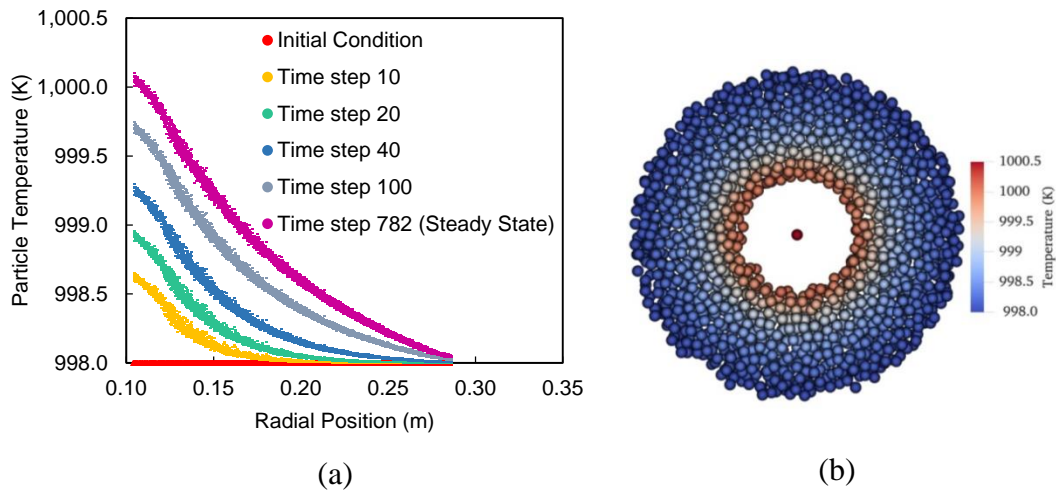 1,000.5
1,000.0
999.5
999.0
998.5
998.0
Particle Temperature (K)
Initial Condition
Time step 10
Time step 20
Time step 40
Time step 100
Time step 782 (Steady State)
0.10 0.15 0.20 0.25 0.30 0.35
Radial Position (m)
(a)
1000.5
1000
999.5
999
998.5
998.0
Temperature (K)
(b)